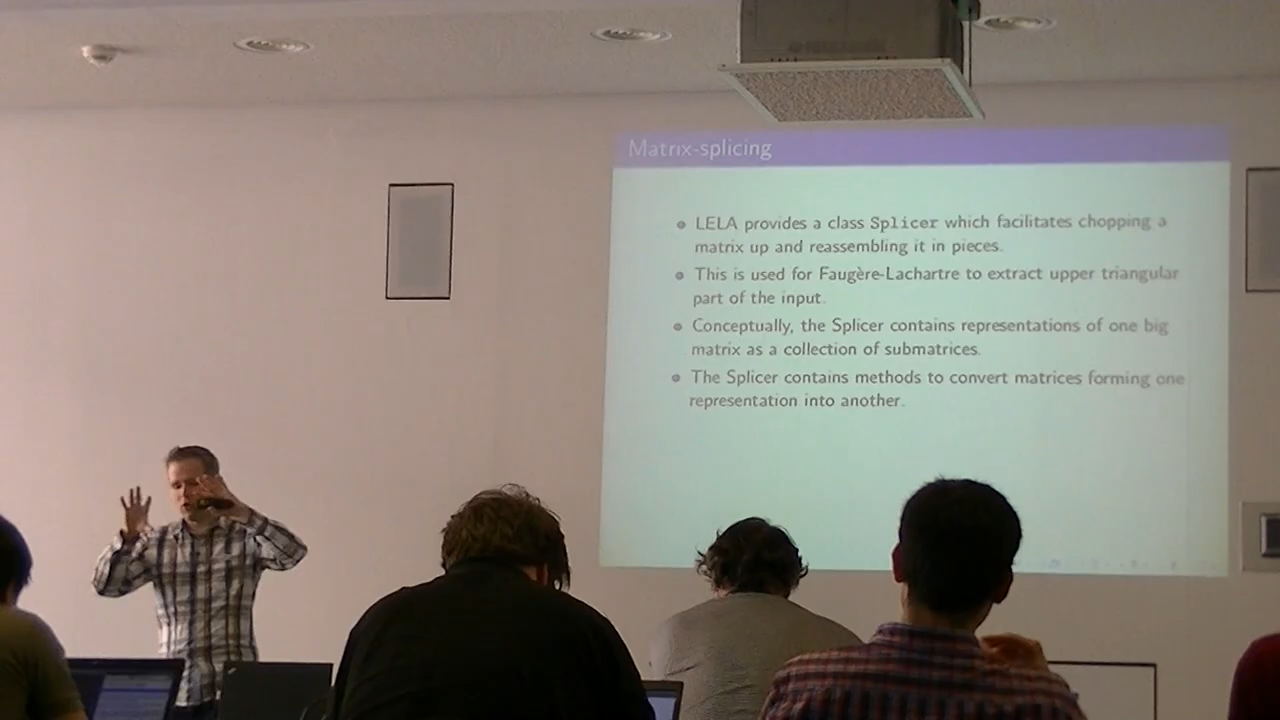 Matrix-splicing
LELA provides a class Splicer which facilitates chopping a
matrix up and reassembling it in pieces.
This is used for Faugère-Lachartre to extract upper triangular
part of the input.
Conceptually, the Splicer contains representations of one big
matrix as a collection of submatrices.
The Splicer contains methods to convert matrices forming one
representation into another.